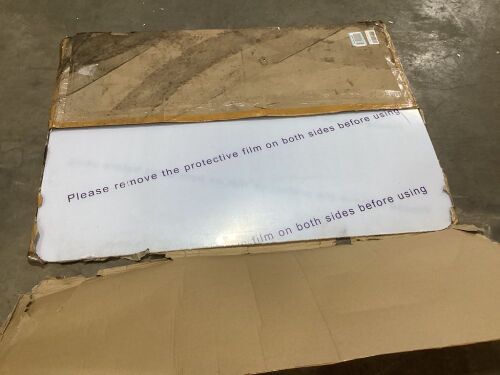 Please remove the protective film on both sides before using
film on both sides before using